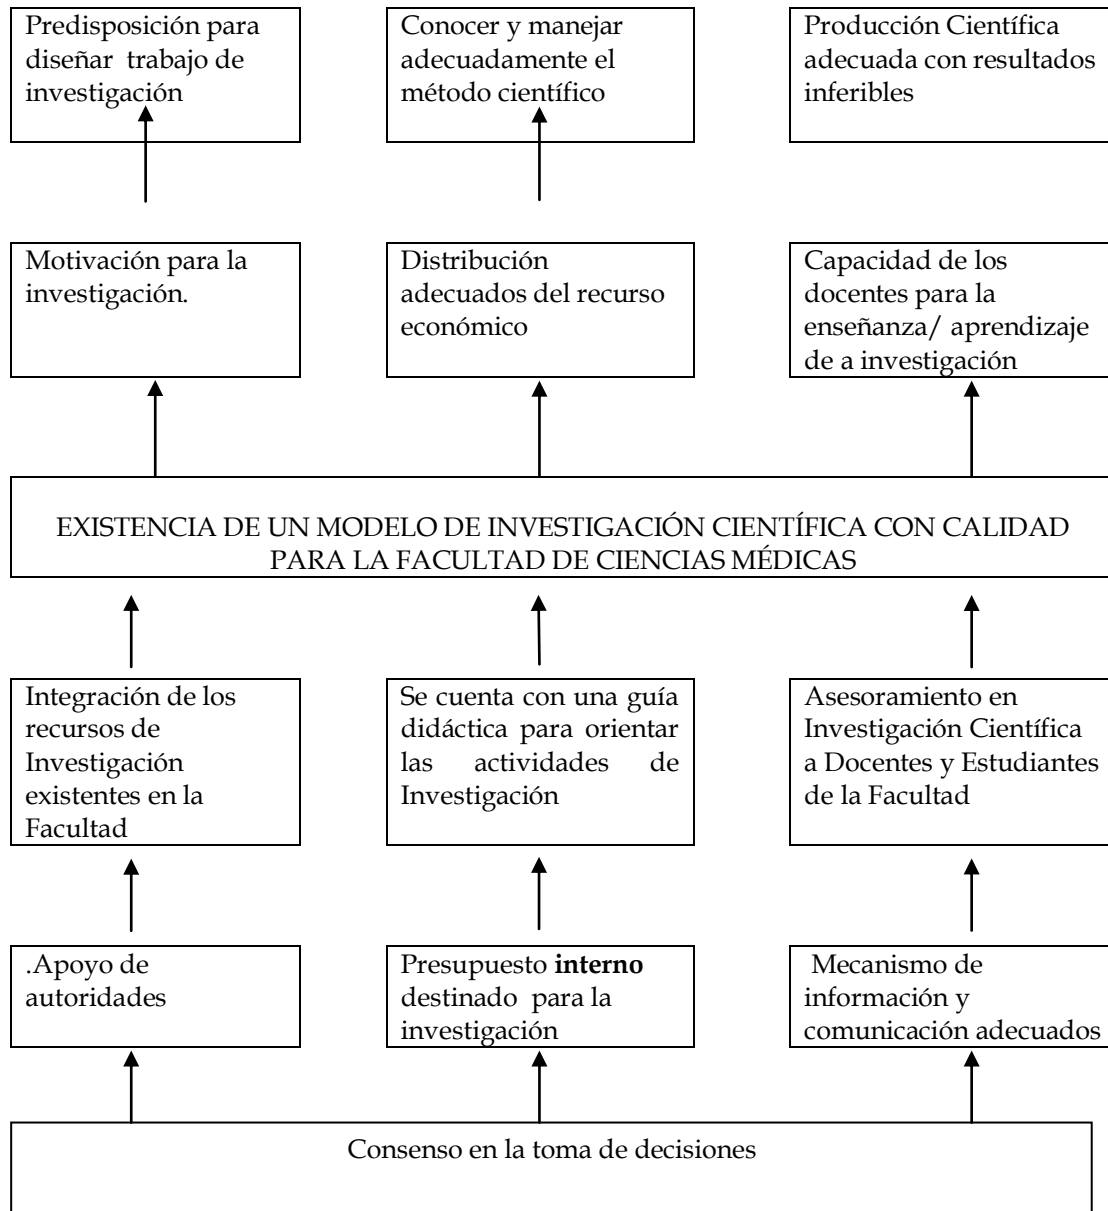 Predisposición para
diseñar trabajo de
investigación
Conocer y manejar
adecuadamente el
método científico
Producción Científica
adecuada con resultados
inferibles
Motivación para la
investigación.
Distribución
adecuados del recurso
económico
Capacidad de los
docentes para la
enseñanza/ aprendizaje
de a investigación
EXISTENCIA DE UN MODELO DE INVESTIGACIÓN CIENTÍFICA CON CALIDAD
PARA LA FACULTAD DE CIENCIAS MÉDICAS
Integración de los
recursos de
Investigación
existentes en la
Facultad
Se cuenta con una guía
didáctica para orientar
las actividades de
Investigación
Asesoramiento en
Investigación Científica
a Docentes y Estudiantes
de la Facultad
.Apoyo de
autoridades
Presupuesto interno
destinado para la
investigación
Mecanismo de
información y
comunicación adecuados
Consenso en la toma de decisiones